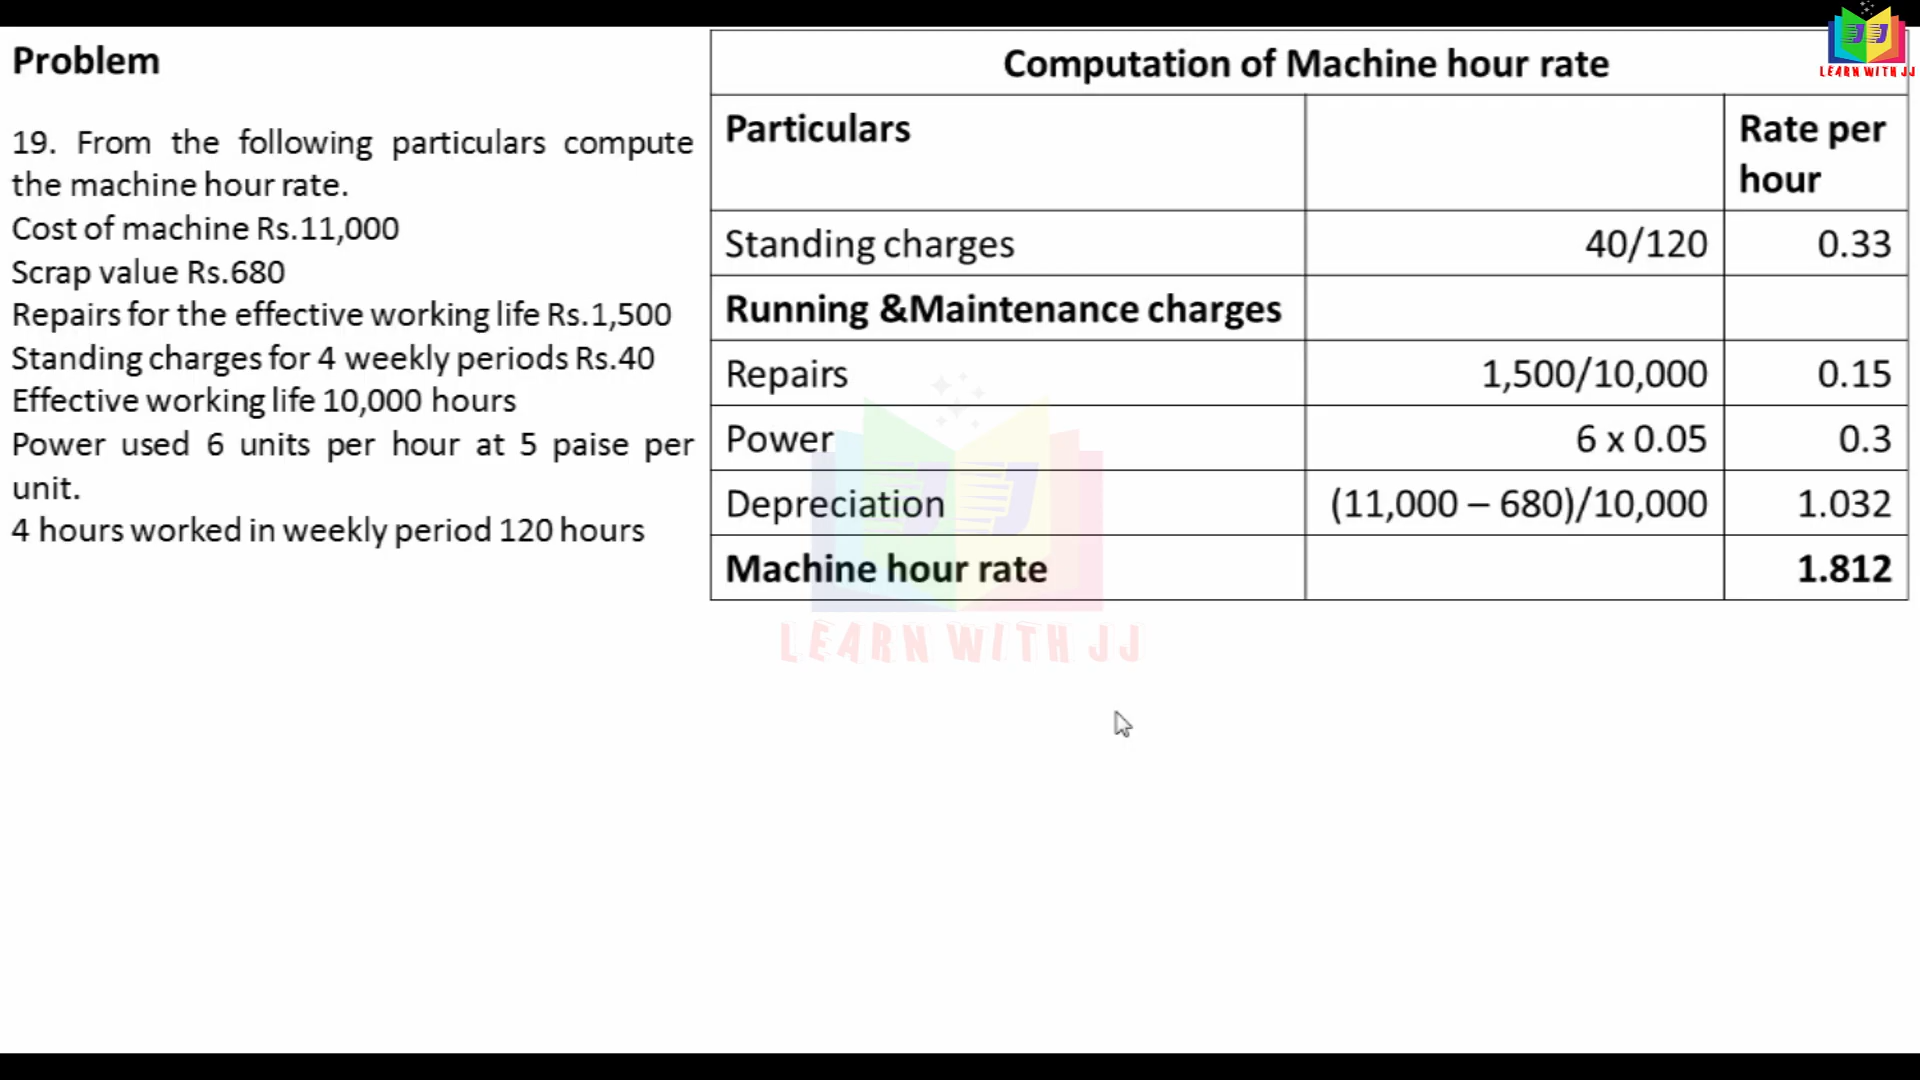 Problem
19. From the following particulars compute
the machine hour rate.
Cost of machine Rs.11,000
Scrap value Rs.680
Repairs for the effective working life Rs.1,500
Standing charges for 4 weekly periods Rs.40
Effective working life 10,000 hours
Power used 6 units per hour at 5 paise per
unit.
4 hours worked in weekly period 120 hours
Computation of Machine hour rate
Particulars
Rate per
hour
Standing charges 40/120 0.33
Running &Maintenance charges
Repairs 1,500/10,000 0.15
Power 6 x 0.05 0.3
Depreciation (11,000 – 680)/10,000 1.032
Machine hour rate 1.812
JJ
LEARN WITH JJ
JJ
LEARN WITH JJ